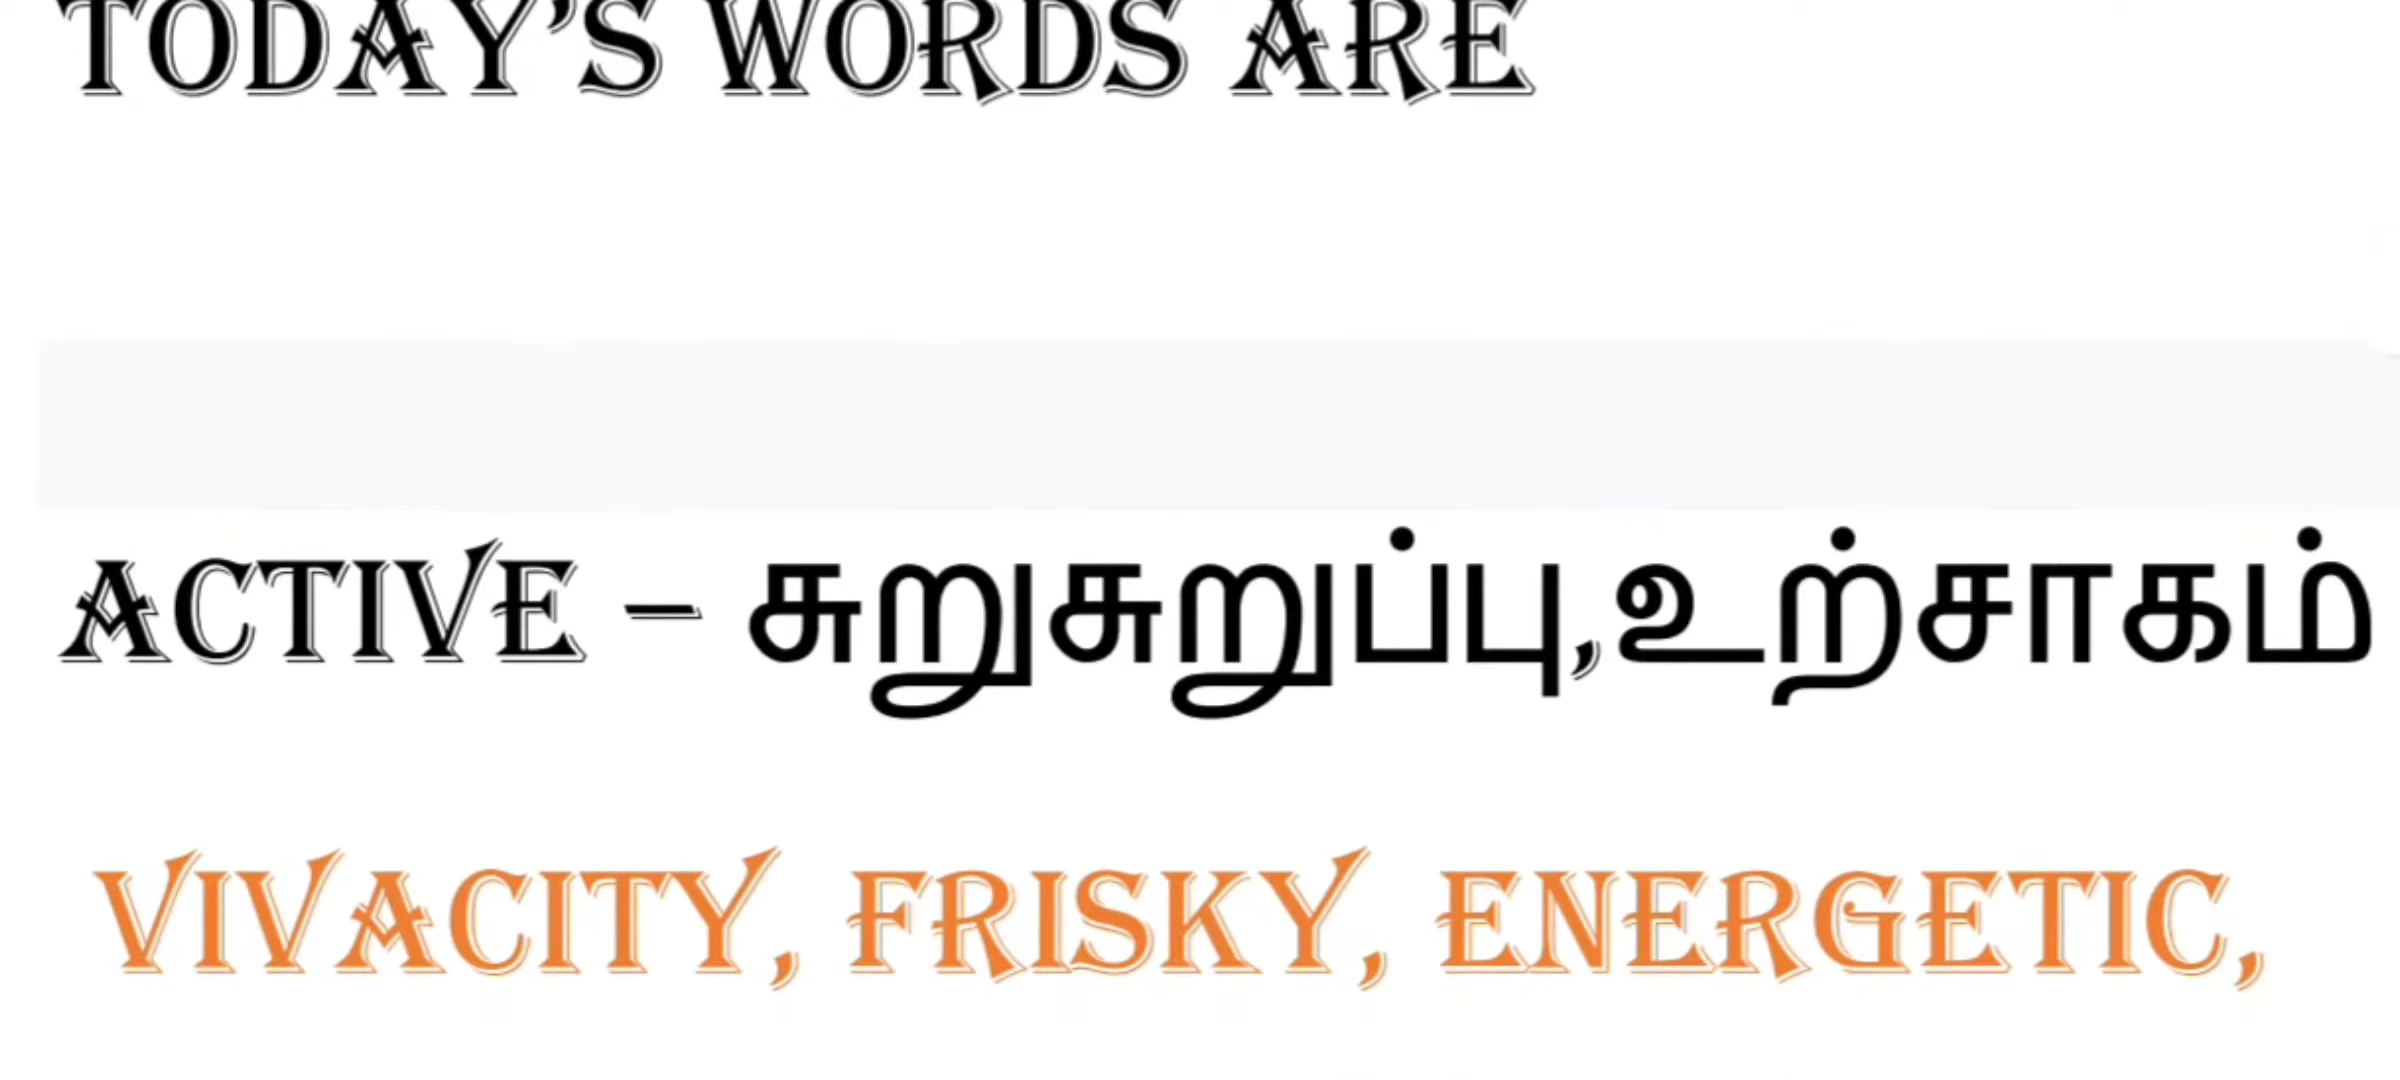 TODAY’S WORDS ARE
ACTIVE – சுறுசுறுப்பு,உற்சாகம்
VIVACITY, FRISKY, ENERGETIC,